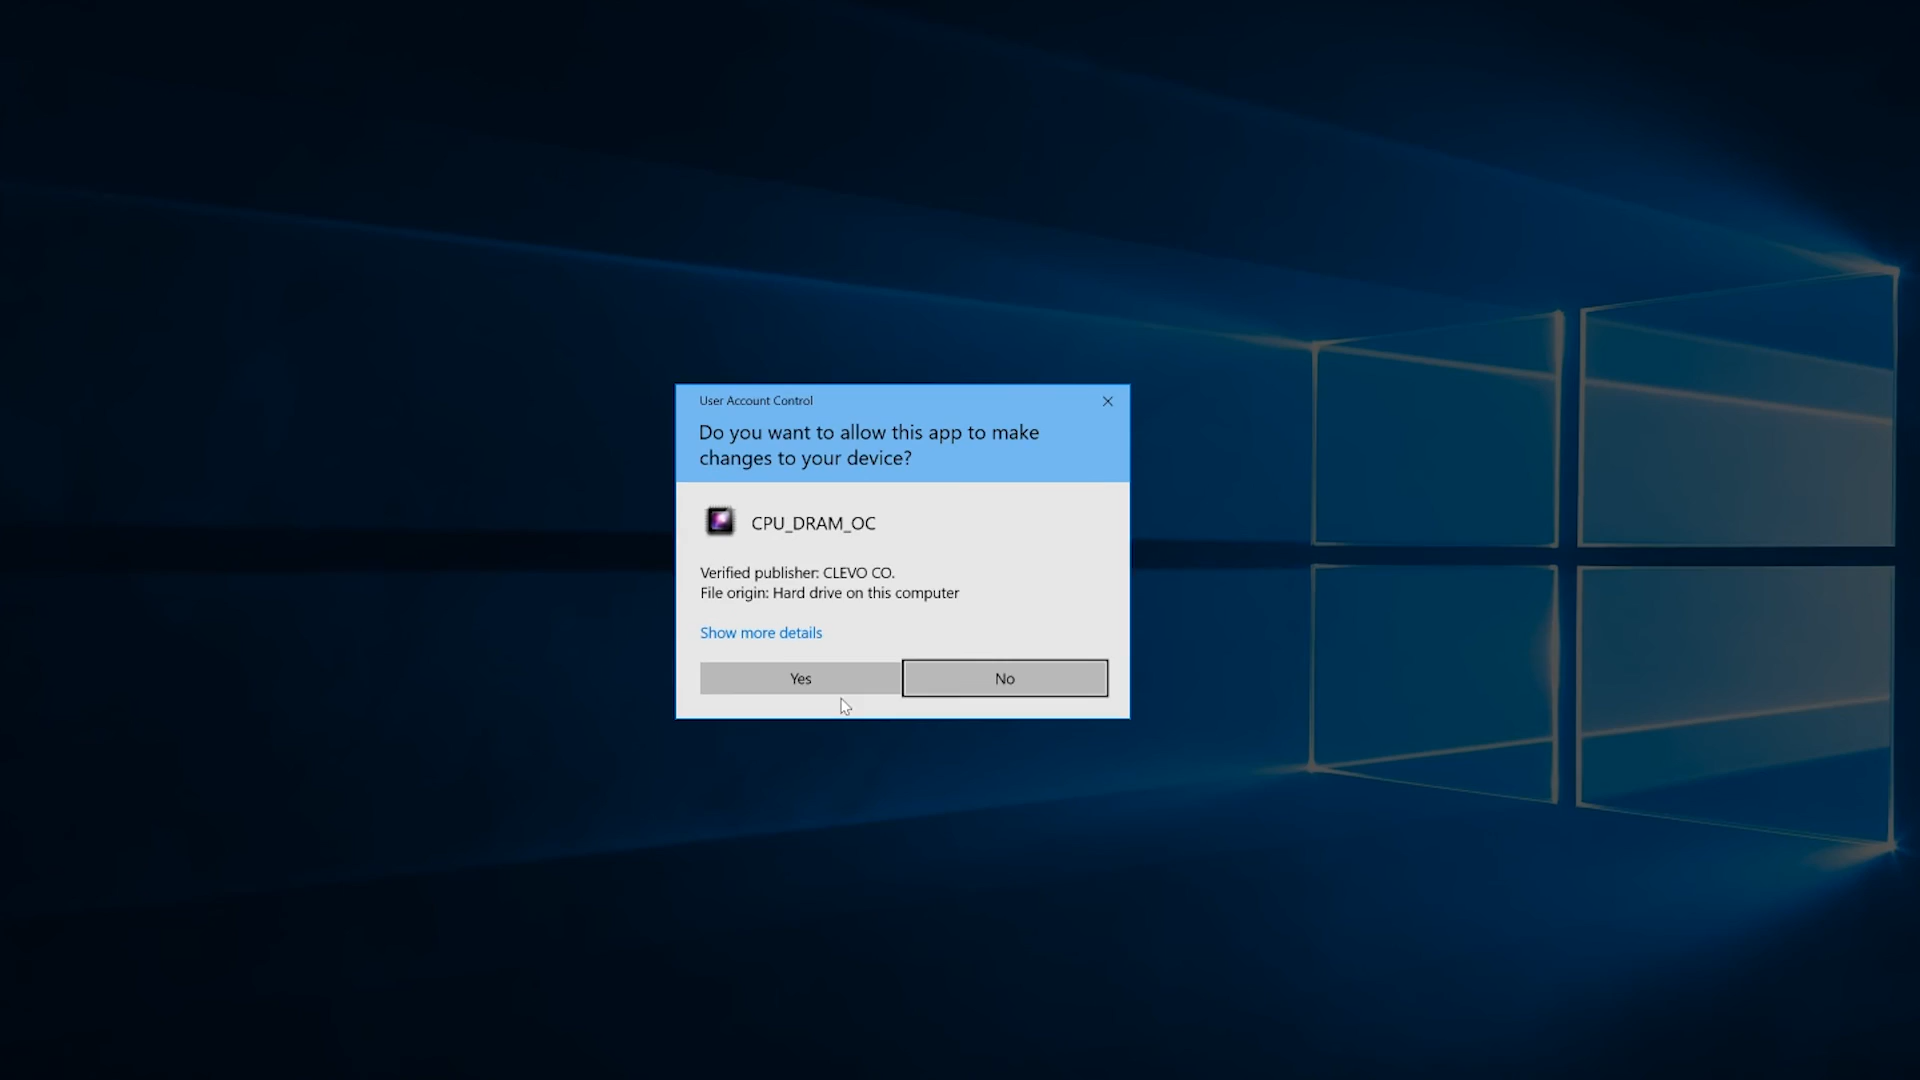 User Account Control
Do you want to allow this app to make
changes to your device?
CPU_DRAM_OC
Verified publisher: CLEVO CO.
File origin: Hard drive on this computer
Show more details
Yes
No